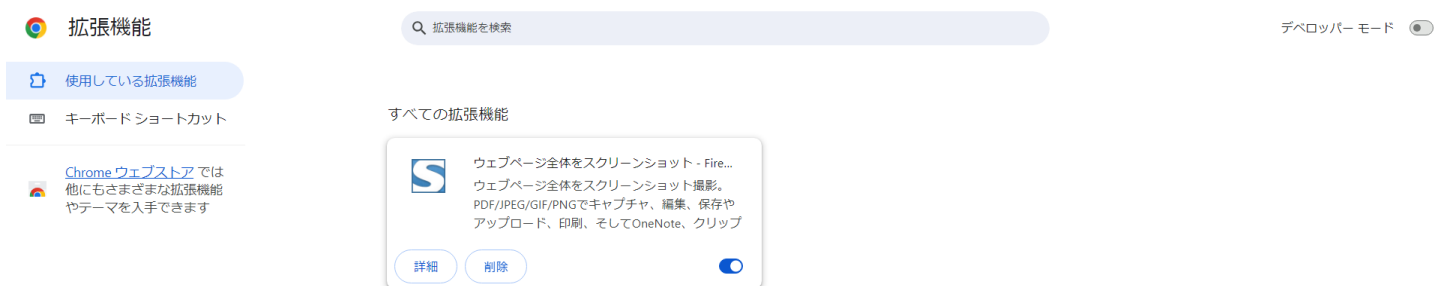 拡張機能
拡張機能を検索
デベロッパー モード
使用している拡張機能
キーボード ショートカット
Chrome ウェブストア では
他にもさまざまな拡張機能
やテーマを入手できます
すべての拡張機能
ウェブページ全体をスクリーンショット - Fire...
ウェブページ全体をスクリーンショット撮影。
PDF/JPEG/GIF/PNGでキャプチャ、編集、保存や
アップロード、印刷、そしてOneNote、クリップ
詳細
削除